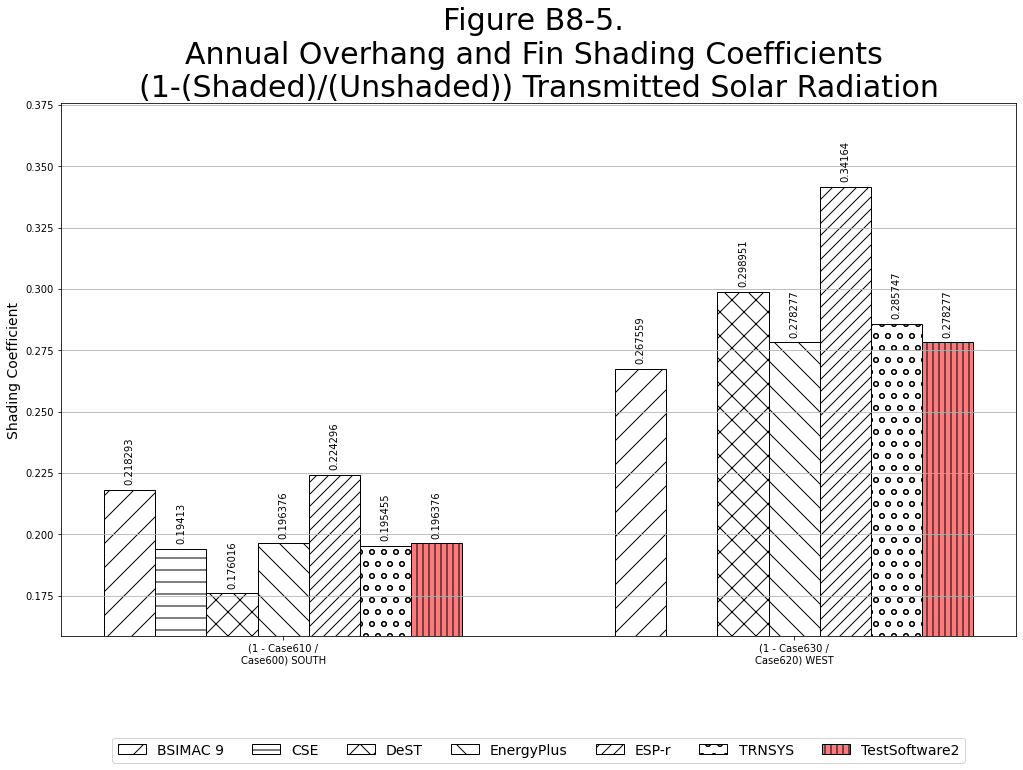 Figure B8-5.
Annual Overhang and Fin Shading Coefficients
(1-(Shaded)/(Unshaded)) Transmitted Solar Radiation
Shading Coefficient
0.375
0.350
0.325
0.300
0.275
0.250
0.225
0.200
0.175
0.218293
0.19413
0.176016
0.196376
0.224296
0.195455
0.196376
0.267559
0.298951
0.278277
0.34164
0.285747
0.278277
(1 - Case610 /
Case600) SOUTH
(1 - Case630 /
Case620) WEST
BSIMAC 9
CSE
DeST
EnergyPlus
ESP-r
TRNSYS
TestSoftware2